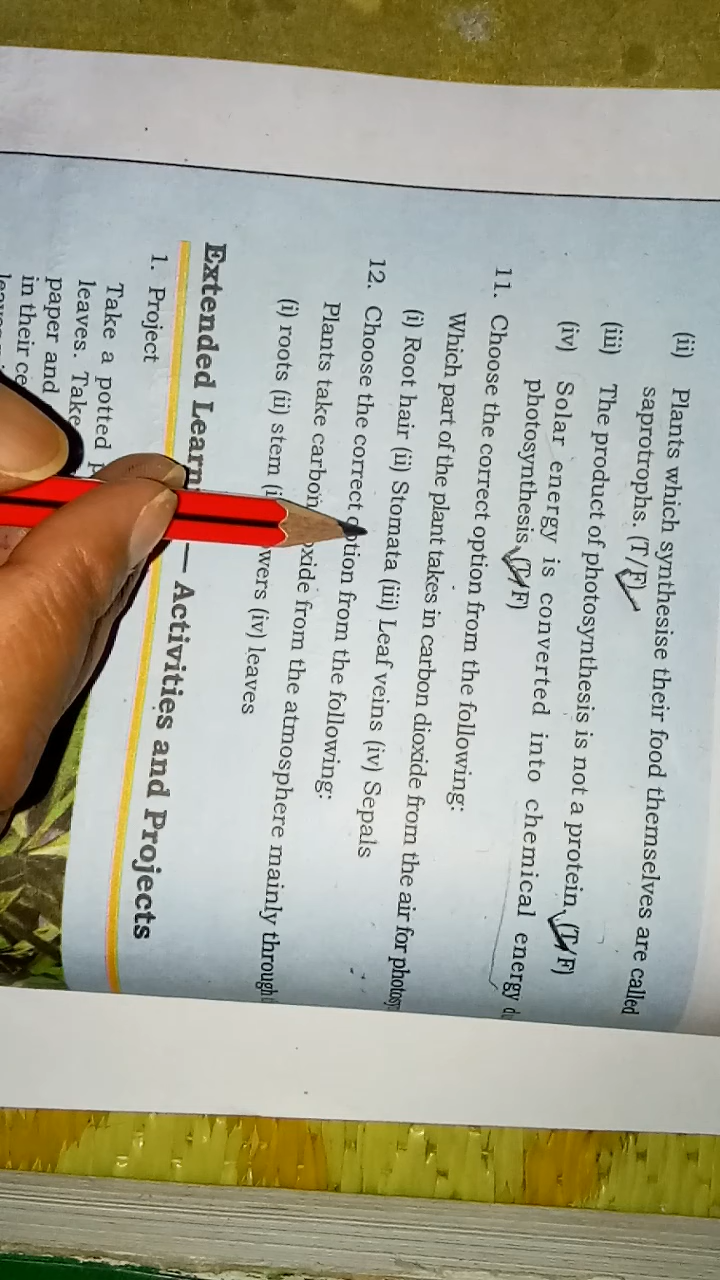 (ii) Plants which synthesise their food themselves are called
saprotrophs. (T/F)
(iii) The product of photosynthesis is not a protein. (T/F)
(iv) Solar energy is converted into chemical energy
photosynthesis. (T/F)
11. Choose the correct option from the following:
Which part of the plant takes in carbon dioxide from the air for
(i) Root hair (ii) Stomata (iii) Leaf veins (iv) Sepals
12. Choose the correct option from the following:
Plants take carbon oxide from the atmosphere mainly through
(i) roots (ii) stem wers (iv) leaves
Extended Learn — Activities and Projects
1. Project
Take a potted
leaves. Take
paper and
in their ce